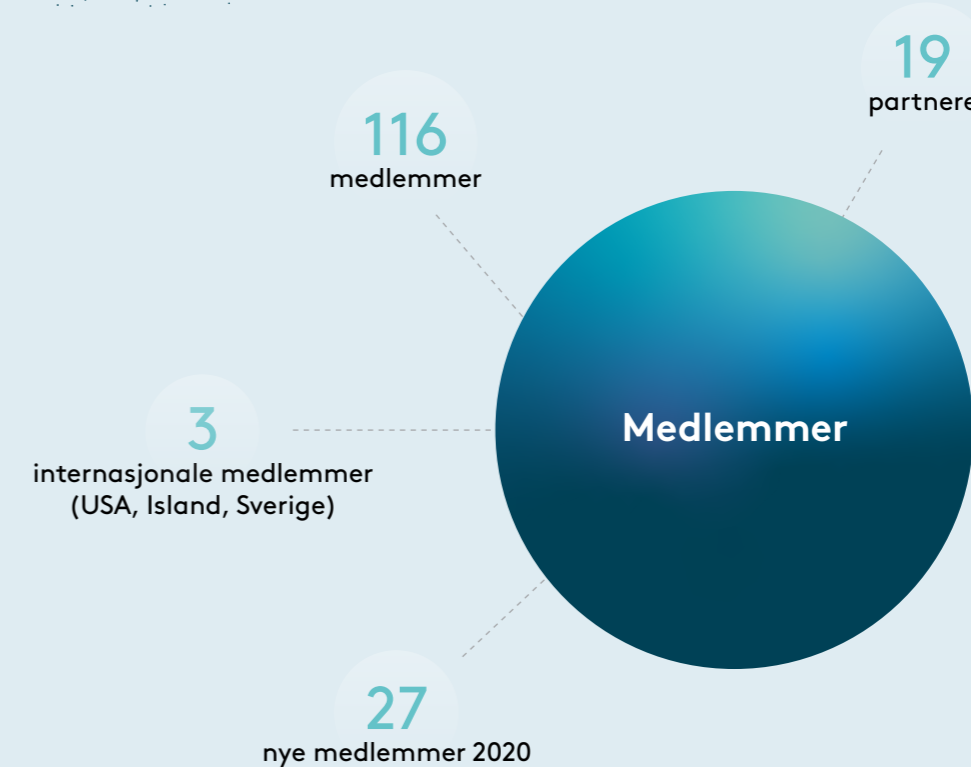 19
partnere
116
medlemmer
Medlemmer
3
internasjonale medlemmer
(USA, Island, Sverige)
27
nye medlemmer 2020